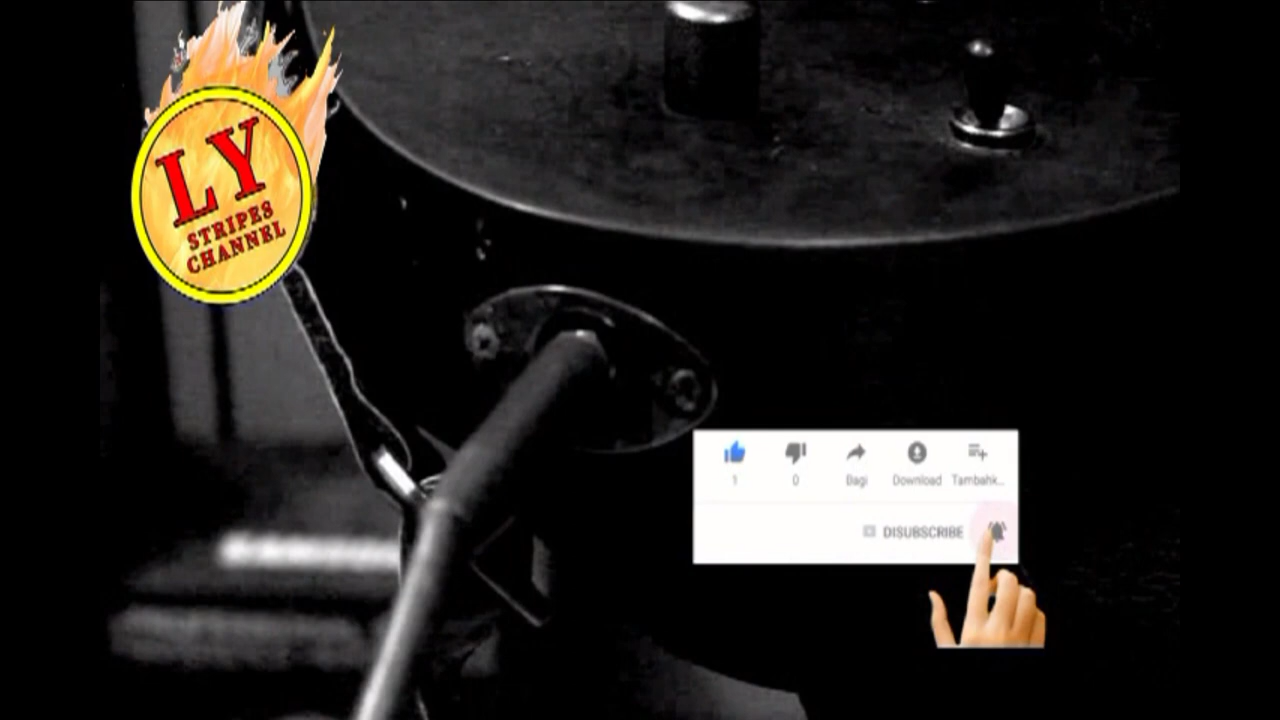 LY
STRIPES
CHANNEL
1 0 Bagi Download Tambahk...
DISUBSCRIBE